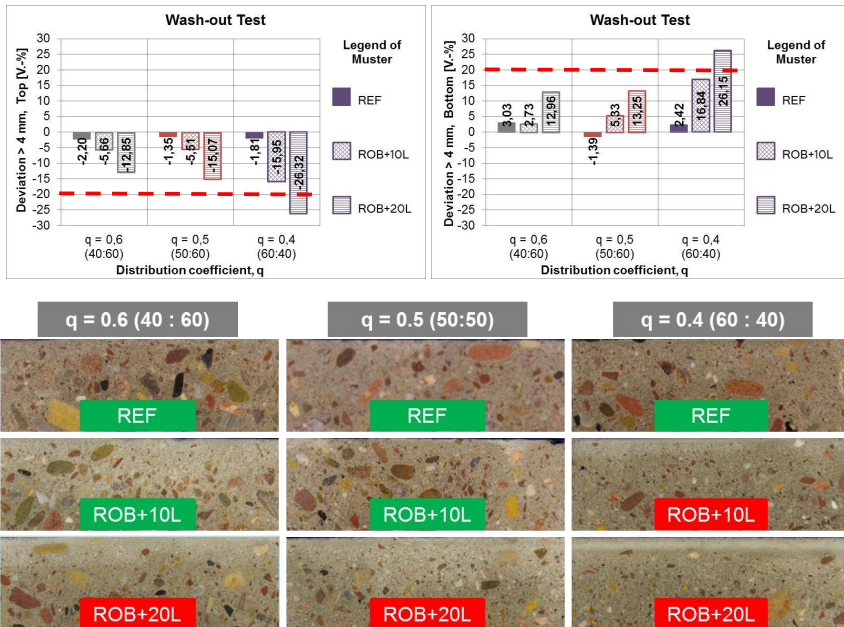 Wash-out Test
Deviation > 4 mm, Top [V.-%]
30
25
20
15
10
5
0
-5
-10
-15
-20
-25
-30
-2,20
-5,66
-12,85
-1,35
-5,51
-15,07
-1,81
-15,95
-26,32
q = 0,6 q = 0,5 q = 0,4
(40:60) (50:60) (60:40)
Distribution coefficient, q
Legend of
Muster
REF
ROB+10L
ROB+20L
Wash-out Test
Deviation > 4 mm, Bottom [V.-%]
30
25
20
15
10
5
0
-5
-10
-15
-20
-25
-30
3,03
2,73
12,96
-1,39
5,33
13,25
2,42
16,84
26,15
q = 0,6 q = 0,5 q = 0,4
(40:60) (50:60) (60:40)
Distribution coefficient, q
Legend of
Muster
REF
ROB+10L
ROB+20L
q = 0.6 (40 : 60) q = 0.5 (50:50) q = 0.4 (60 : 40)
REF REF REF
ROB+10L ROB+10L ROB+10L
ROB+20L ROB+20L ROB+20L